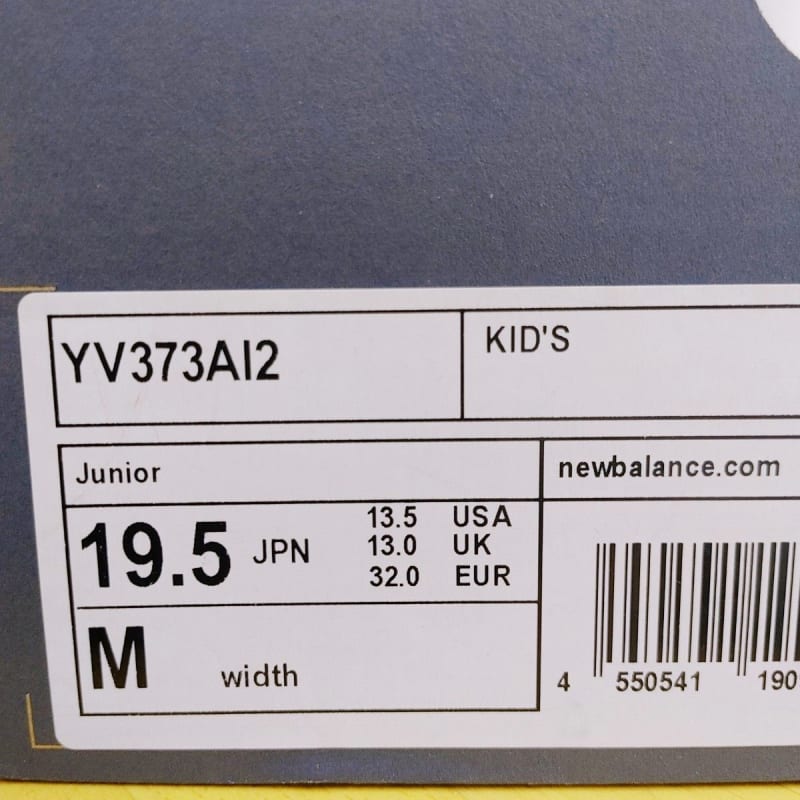 YV373AI2
KID'S
Junior
newbalance.com
19.5 JPN
13.5 USA
13.0 UK
32.0 EUR
M width
4 550541 190